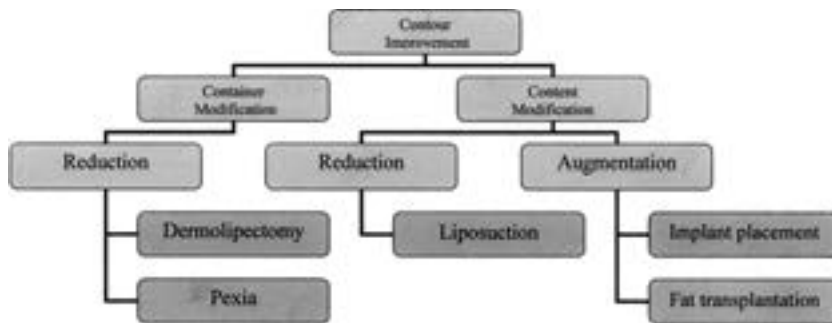 Contour
Improvement
Container
Modification
Content
Modification
Reduction
Reduction
Augmentation
Dermolipectomy
Liposuction
Implant placement
Pexia
Fat transplantation